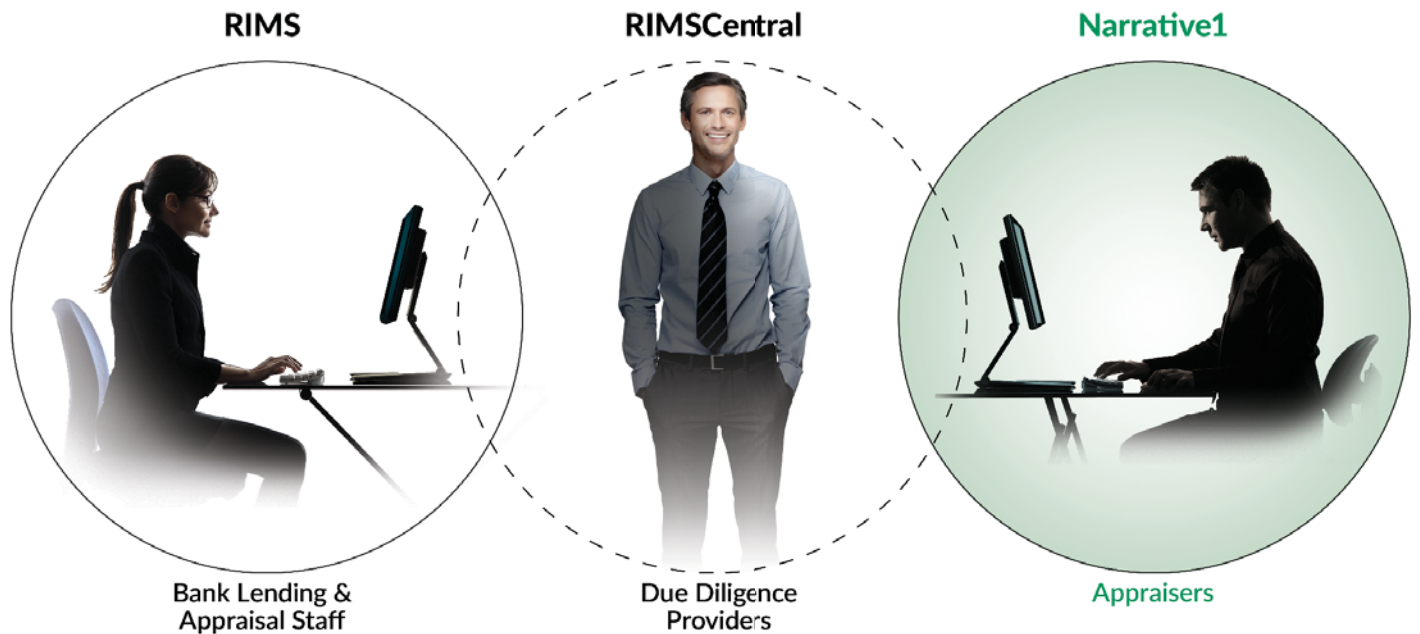 RIMS
RIMSCentral
Narrative1
Bank Lending &
Appraisal Staff
Due Diligence
Providers
Appraisers